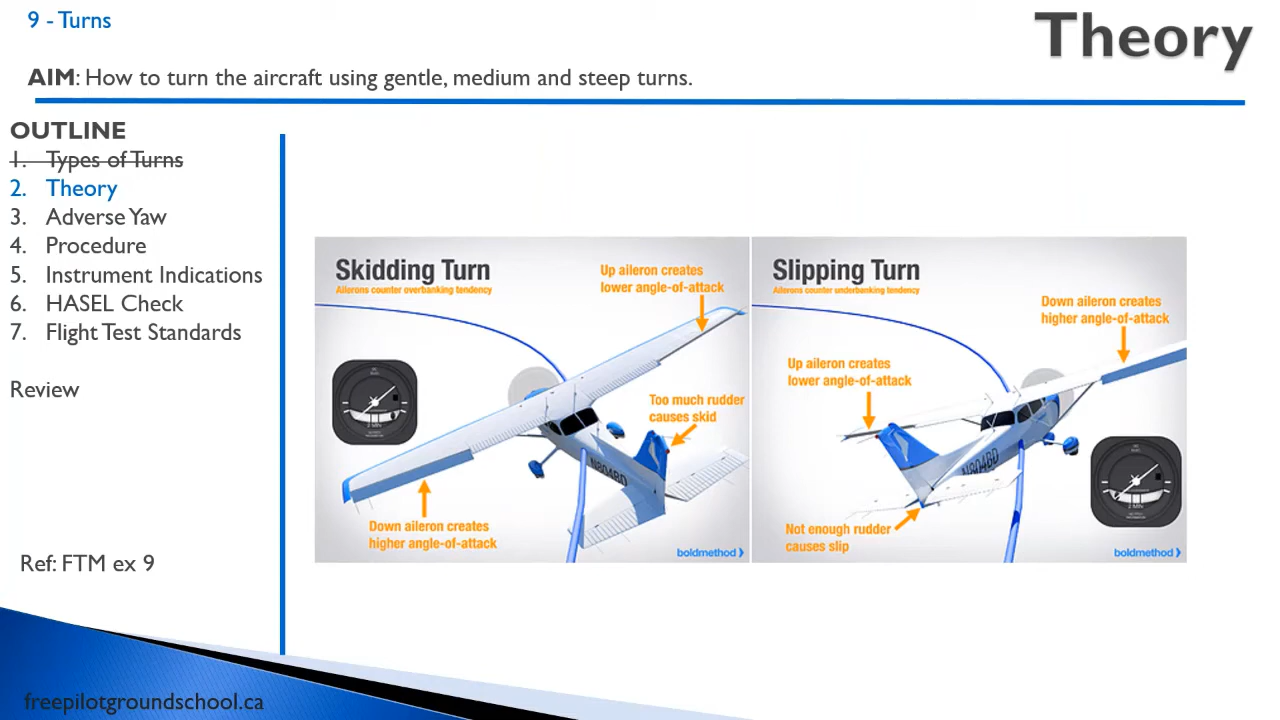 9 - Turns
Theory
AIM: How to turn the aircraft using gentle, medium and steep turns.
OUTLINE
1. Types of Turns
2. Theory
3. Adverse Yaw
4. Procedure
5. Instrument Indications
6. HASEL Check
7. Flight Test Standards
Review
Ref: FTM ex 9
freepilotgroundschool.ca
Skidding Turn
Ailerons counter overbanking tendency
Up aileron creates
lower angle-of-attack
Too much rudder
causes skid
N804BD
Down aileron creates
higher angle-of-attack
boldmethod
Slipping Turn
Ailerons counter underbanking tendency
Down aileron creates
higher angle-of-attack
Up aileron creates
lower angle-of-attack
N804BD
Not enough rudder
causes slip
boldmethod